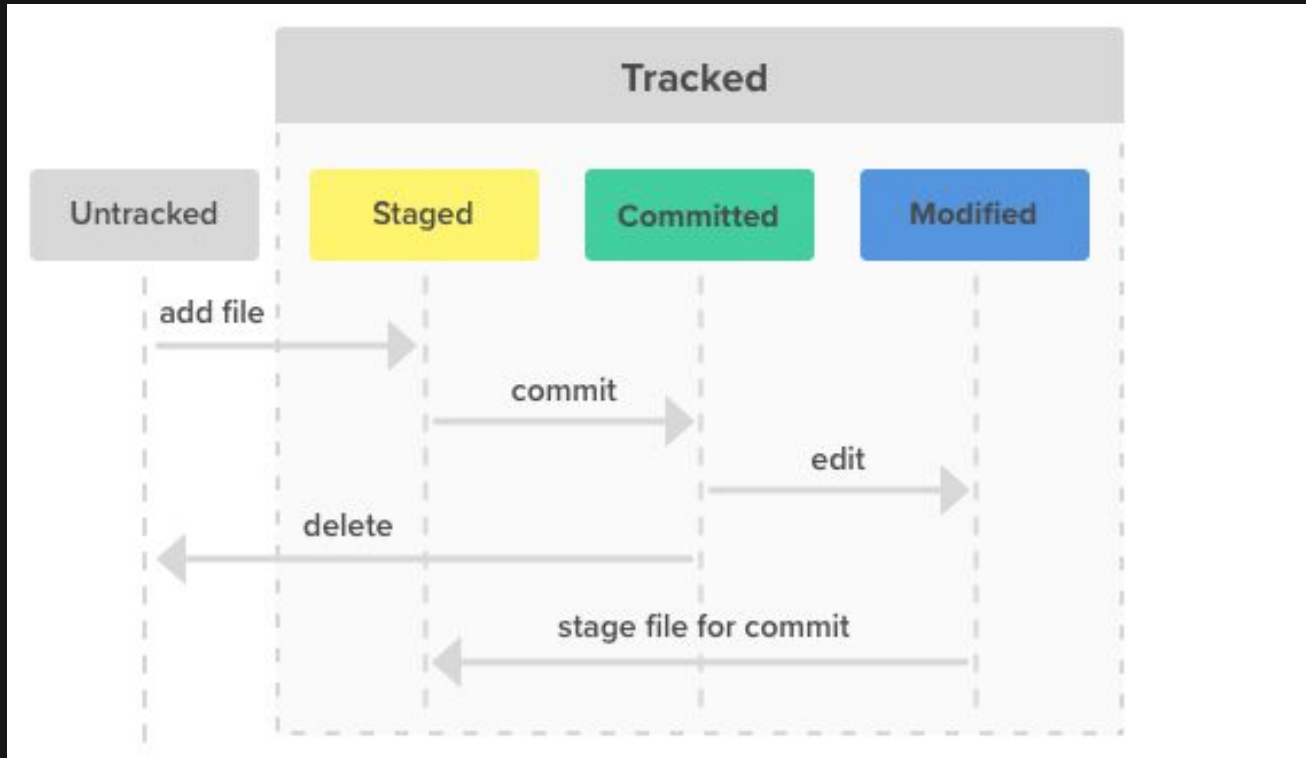 Tracked
Untracked
Staged
Committed
Modified
add file
commit
edit
delete
stage file for commit